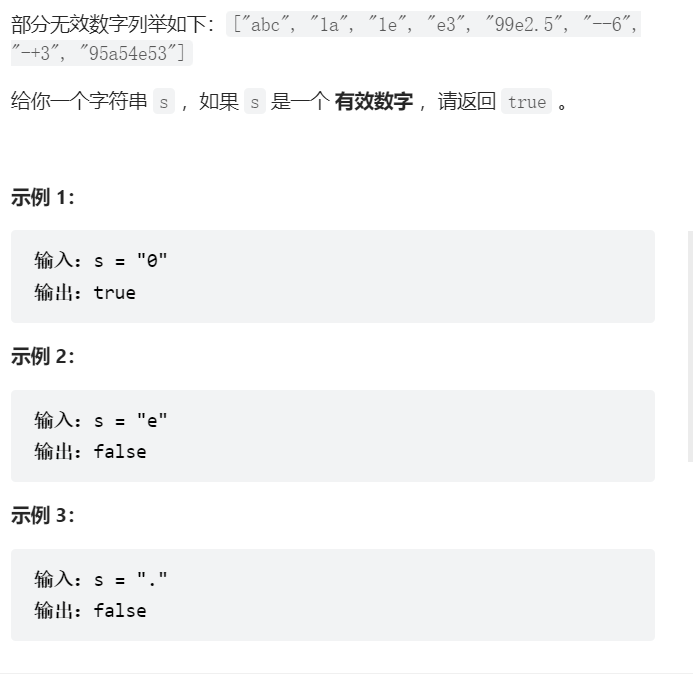 部分无效数字列举如下：["abc", "1a", "1e", "e3", "99e2.5", "--6",
"-+3", "95a54e53"]
给你一个字符串 s ，如果 s 是一个 有效数字 ，请返回 true 。
示例 1：
输入：s = "0"
输出：true
示例 2：
输入：s = "e"
输出：false
示例 3：
输入：s = "."
输出：false